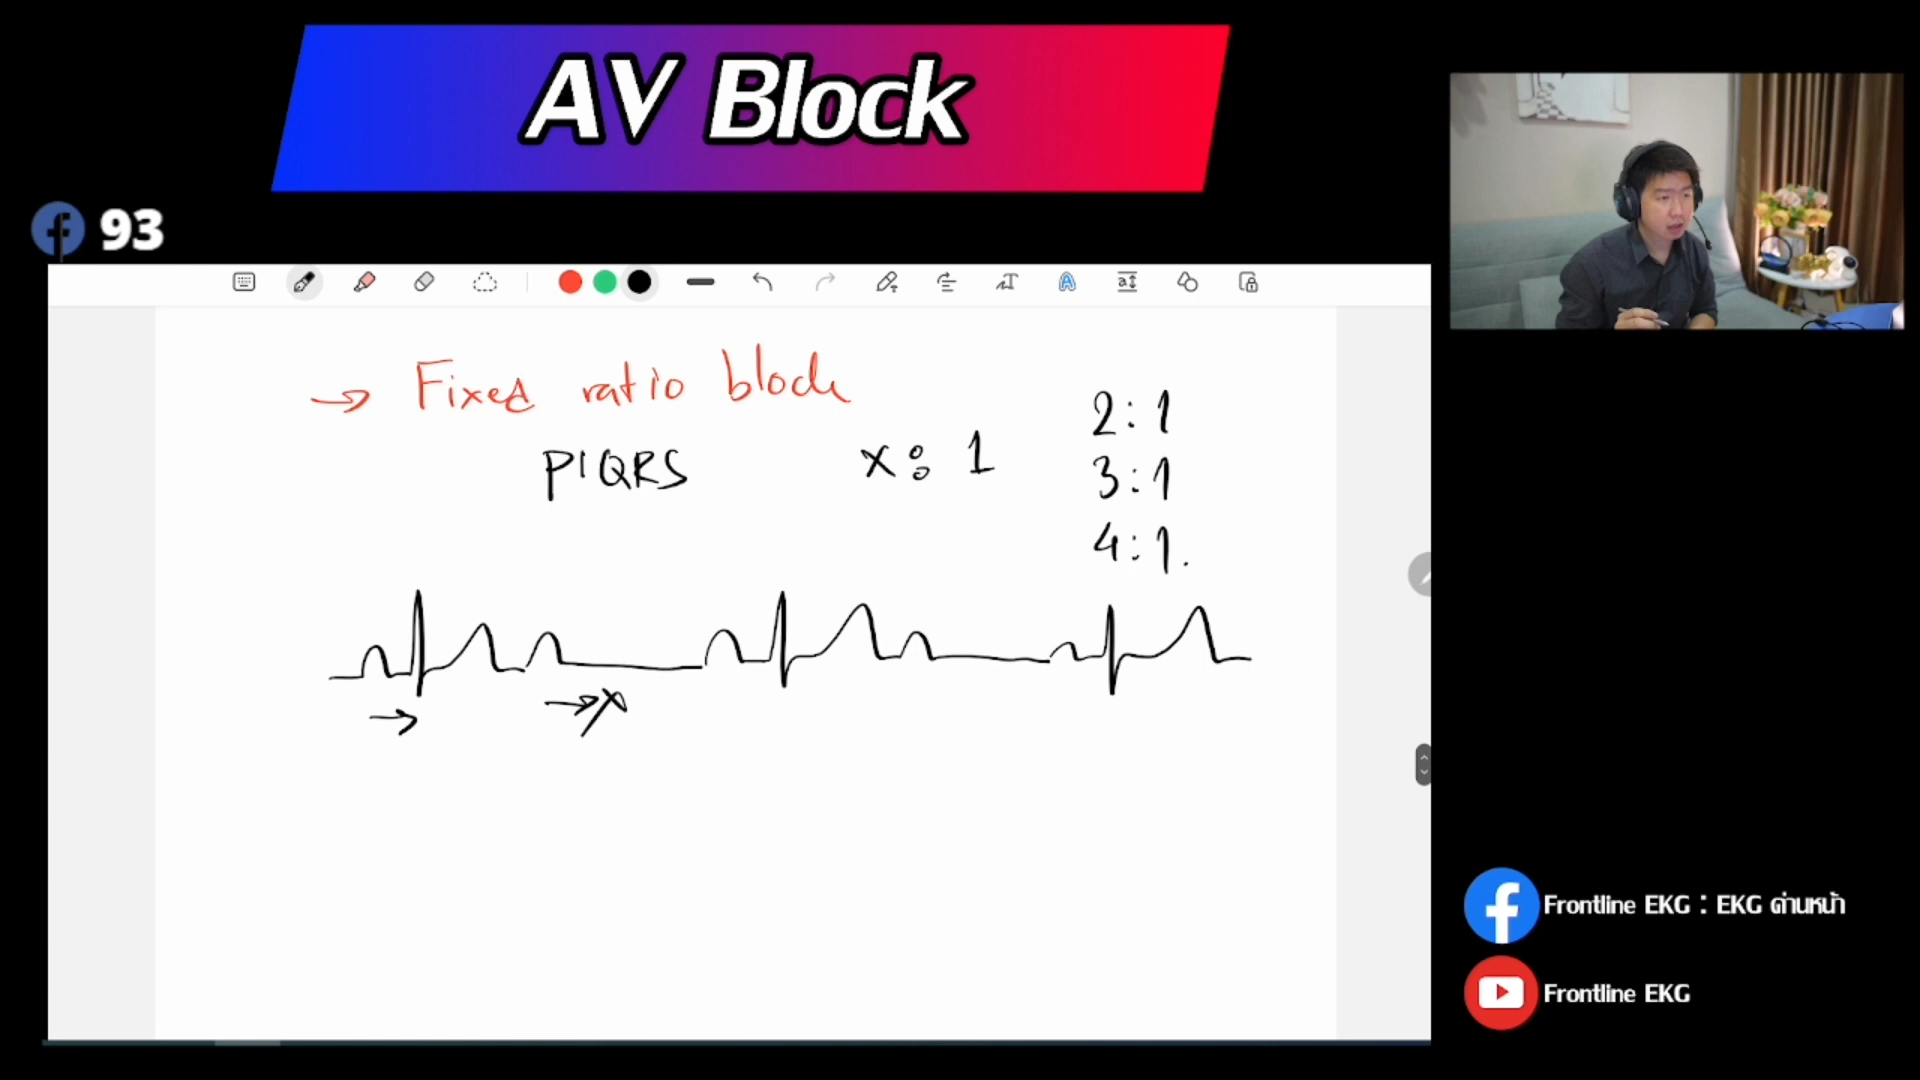 AV Block
93
→ Fixed ratio block
P/QRS x : 1
2:1
3:1
4:1.
Frontline EKG : EKG ด่านหน้า
Frontline EKG